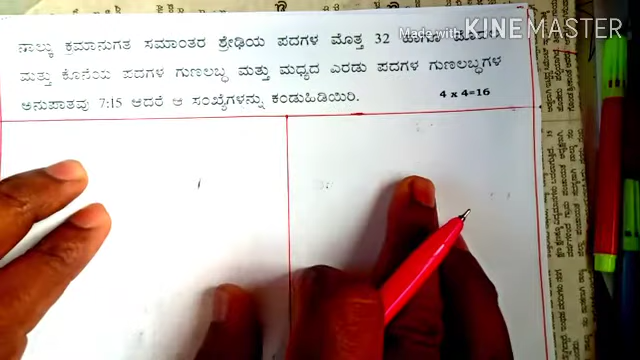 Made with KINEMASTER
ನಾಲ್ಕು ಕ್ರಮಾನುಗತ ಸಮಾಂತರ ಶ್ರೇಢಿಯ ಪದಗಳ ಮೊತ್ತ 32
ಮತ್ತು ಕೊನೆಯ ಪದಗಳ ಗುಣಲಬ್ಧ ಮತ್ತು ಮಧ್ಯದ ಎರಡು ಪದಗಳ ಗುಣಲಬ್ಧಗಳ
ಅನುಪಾತವು 7:15 ಆದರೆ ಆ ಸಂಖ್ಯೆಗಳನ್ನು ಕಂಡುಹಿಡಿಯಿರಿ. 4 x 4=16